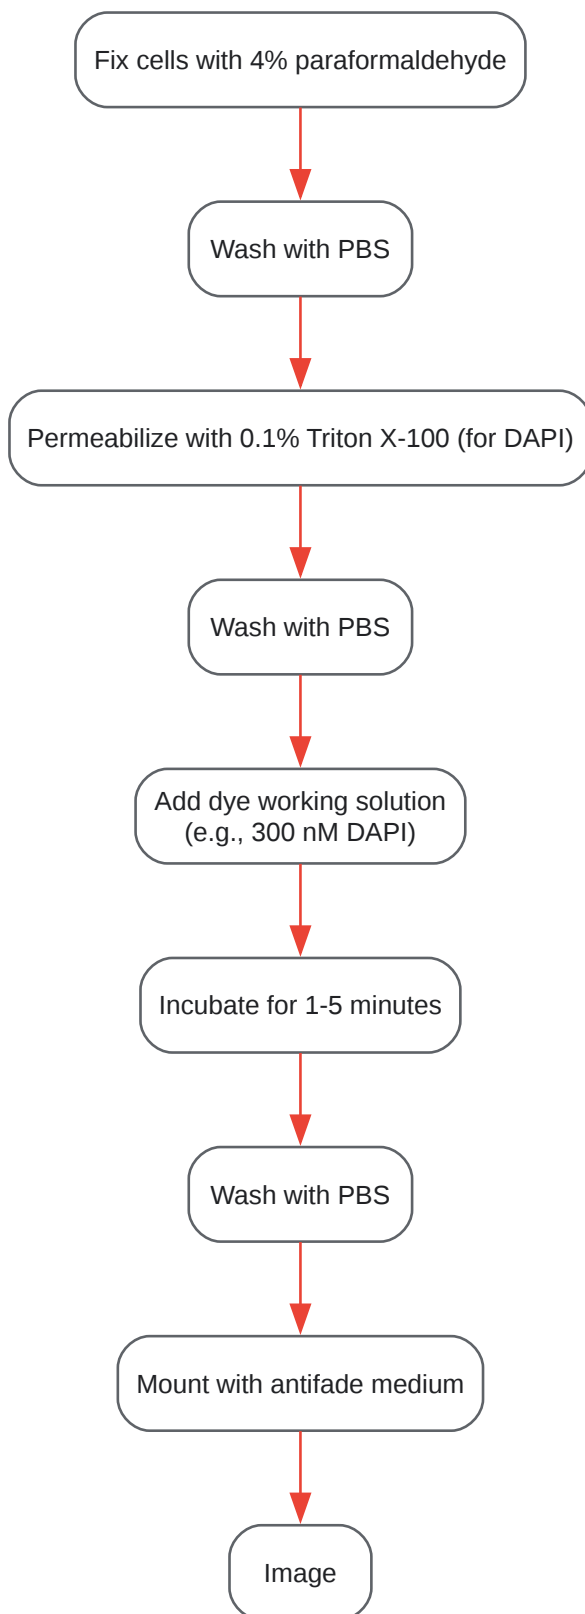 Fix cells with 4% paraformaldehyde
Wash with PBS
Permeabilize with 0.1% Triton X-100 (for DAPI)
Wash with PBS
Add dye working solution
(e.g., 300 nM DAPI)
Incubate for 1-5 minutes
Wash with PBS
Mount with antifade medium
Image